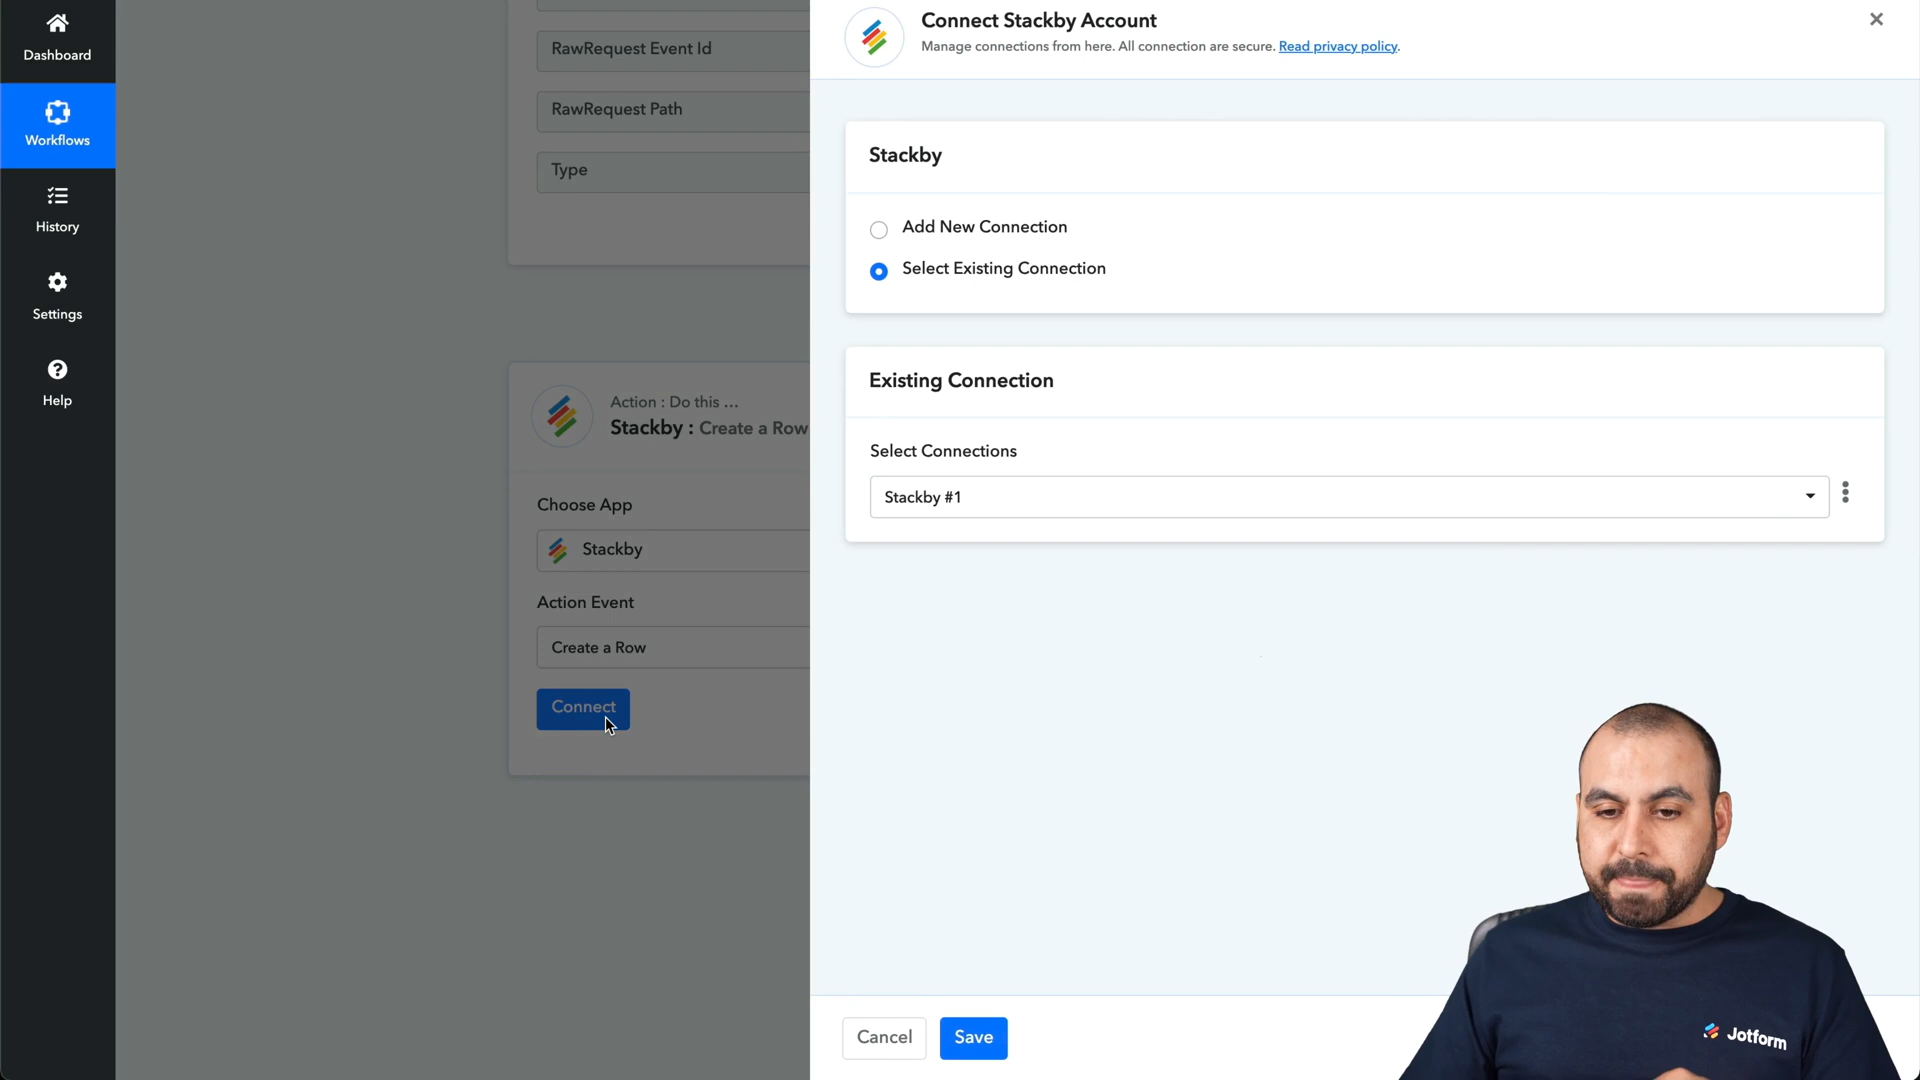 Dashboard
Workflows
History
Settings
Help
RawRequest Event Id
RawRequest Path
Type
Action : Do this ...
Stackby : Create a Row
Choose App
Stackby
Action Event
Create a Row
Connect
Connect Stackby Account
Manage connections from here. All connection are secure. Read privacy policy.
Stackby
Add New Connection
Select Existing Connection
Existing Connection
Select Connections
Stackby #1
Cancel
Save
Jotform